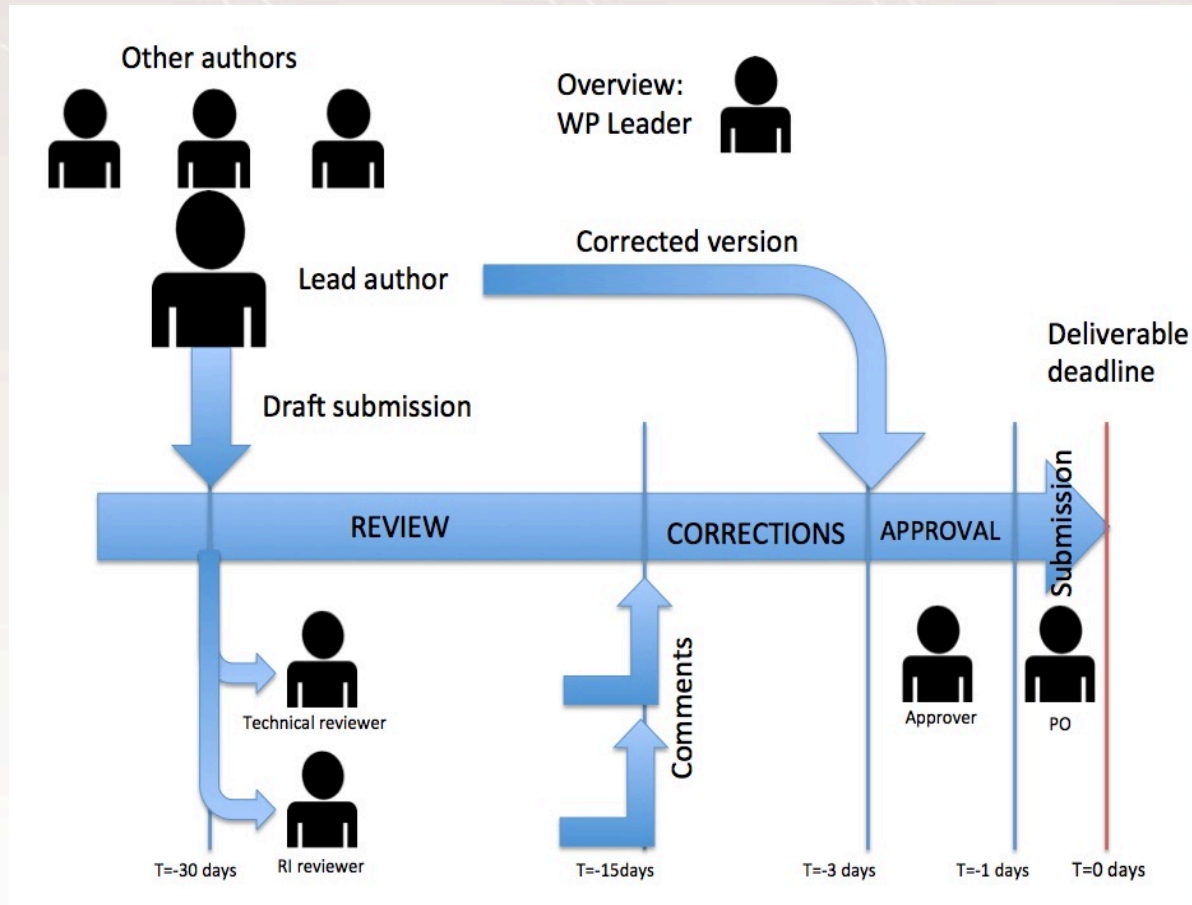 Other authors
Overview:
WP Leader
Corrected version
Lead author
Deliverable
deadline
Draft submission
REVIEW
CORRECTIONS
APPROVAL
Submission
Comments
Technical reviewer
Approver
PO
RI reviewer
T=-30 days
T=-15days
T=-3 days
T=-1 days
T=0 days